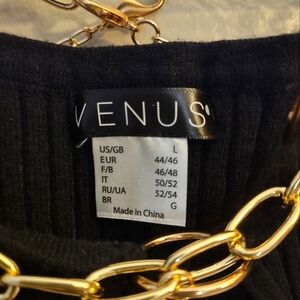 VENUS
US/GB L
EUR 44/46
F/B 46/48
IT 50/52
RU/UA 52/54
BR G
Made in China